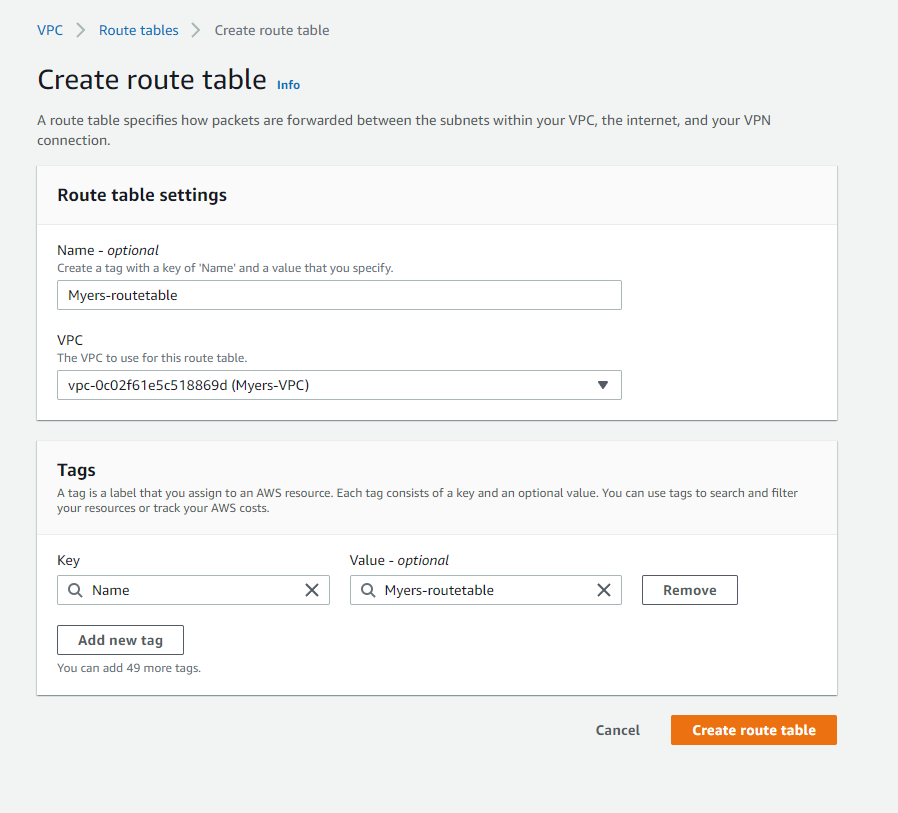 VPC > Route tables > Create route table
Create route table Info
A route table specifies how packets are forwarded between the subnets within your VPC, the internet, and your VPN
connection.
Route table settings
Name - optional
Create a tag with a key of 'Name' and a value that you specify.
Myers-routetable
VPC
The VPC to use for this route table.
vpc-0c02f61e5c518869d (Myers-VPC)
Tags
A tag is a label that you assign to an AWS resource. Each tag consists of a key and an optional value. You can use tags to search and filter
your resources or track your AWS costs.
Key Value - optional
Name Myers-routetable Remove
Add new tag
You can add 49 more tags.
Cancel Create route table